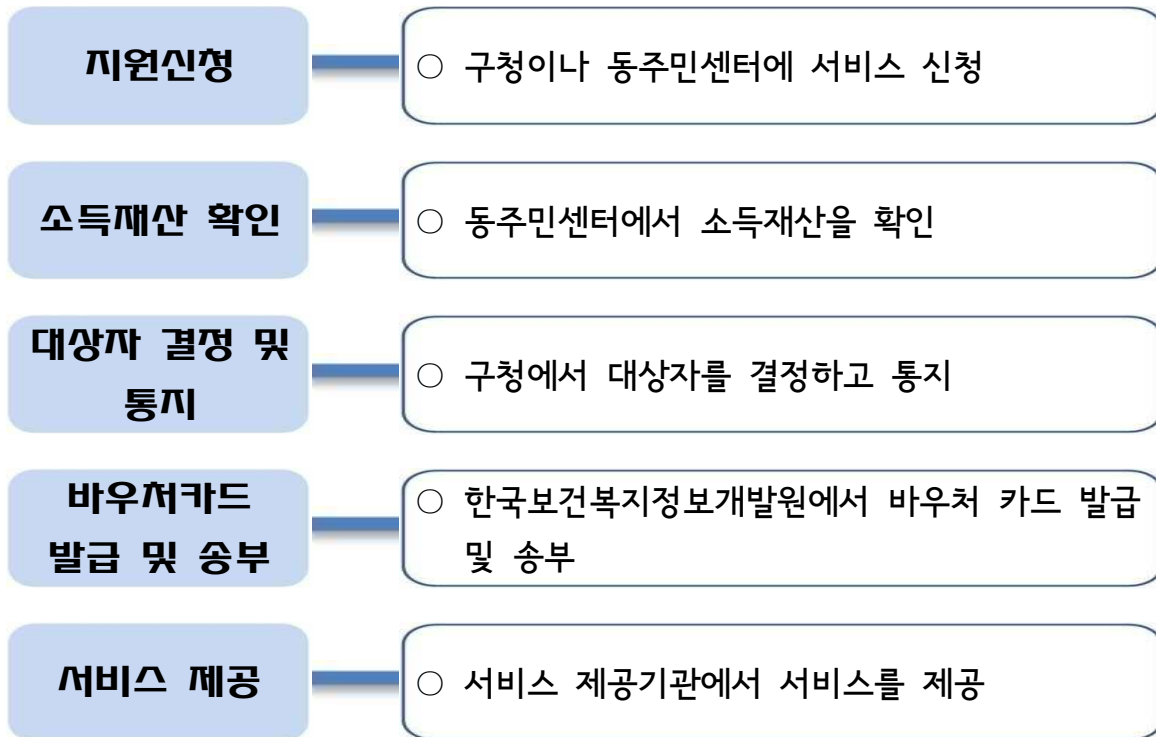 지원신청
○ 구청이나 동주민센터에 서비스 신청
소득재산 확인
○ 동주민센터에서 소득재산을 확인
대상자 결정 및
통지
○ 구청에서 대상자를 결정하고 통지
바우처카드
발급 및 송부
○ 한국보건복지정보개발원에서 바우처 카드 발급
및 송부
서비스 제공
○ 서비스 제공기관에서 서비스를 제공